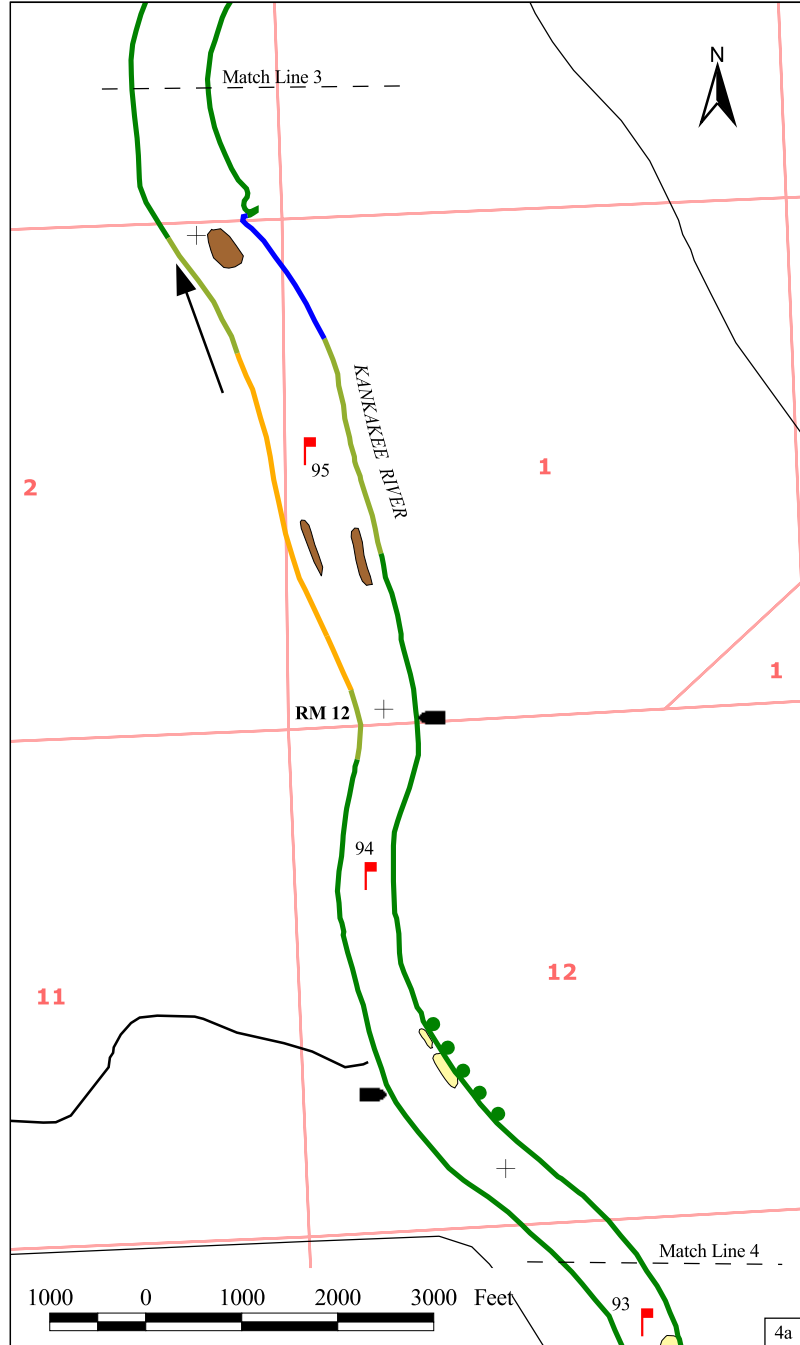 N
Match Line 3
KANKAKEE RIVER
95
1
2
1
RM 12
94
12
11
Match Line 4
1000 0 1000 2000 3000 Feet
93
4a